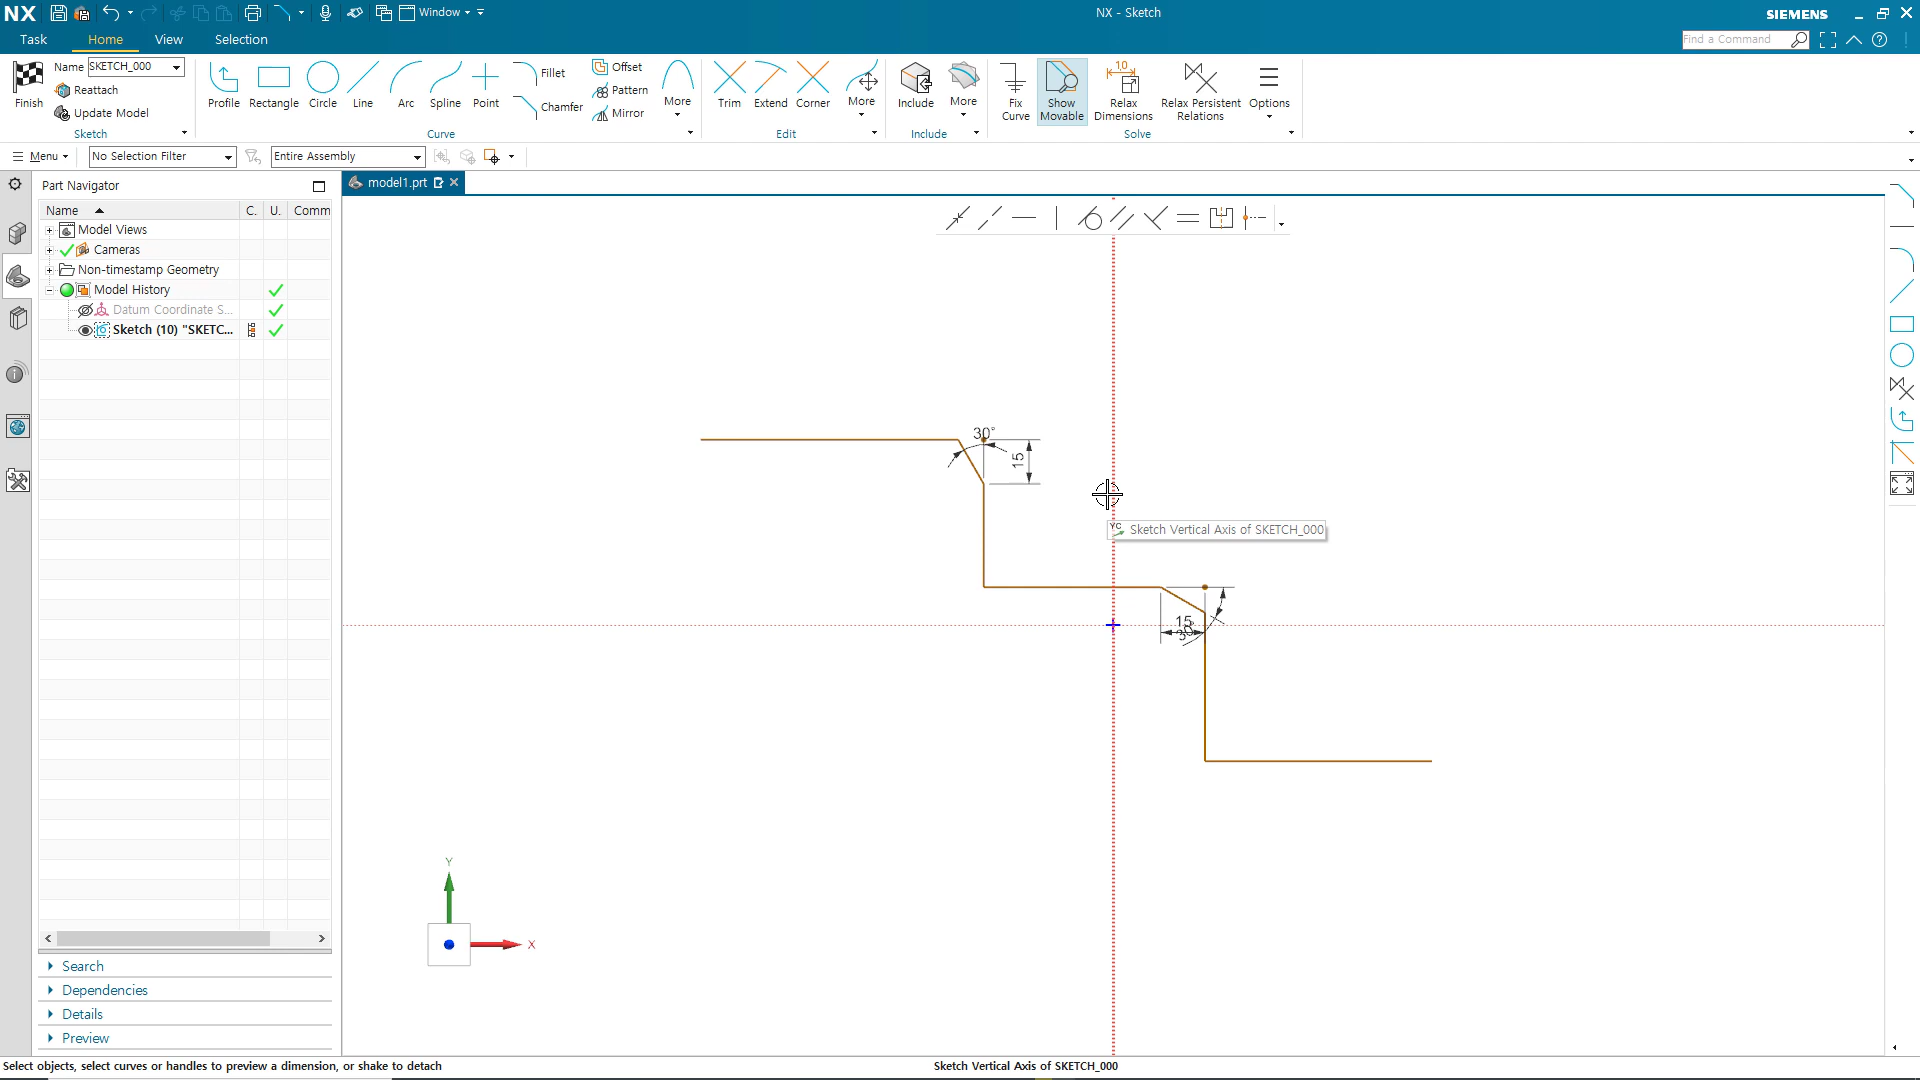 NX
Window
NX - Sketch
SIEMENS
Task
Home
View
Selection
Find a Command
Finish
Name
SKETCH_000
Reattach
Update Model
Sketch
Profile
Rectangle
Circle
Line
Arc
Spline
Point
Fillet
Chamfer
Offset
Pattern
Mirror
More
Curve
Trim
Extend
Corner
More
Edit
Include
More
Include
Fix Curve
Show Movable
Relax Dimensions
Relax Persistent Relations
Options
Solve
Menu
No Selection Filter
Entire Assembly
Part Navigator
model1.prt
Name
C.
U.
Comm
Model Views
Cameras
Non-timestamp Geometry
Model History
Datum Coordinate S...
Sketch (10) "SKETC...
30°
15
YC
Sketch Vertical Axis of SKETCH_000
15
Y
X
Search
Dependencies
Details
Preview
Select objects, select curves or handles to preview a dimension, or shake to detach
Sketch Vertical Axis of SKETCH_000